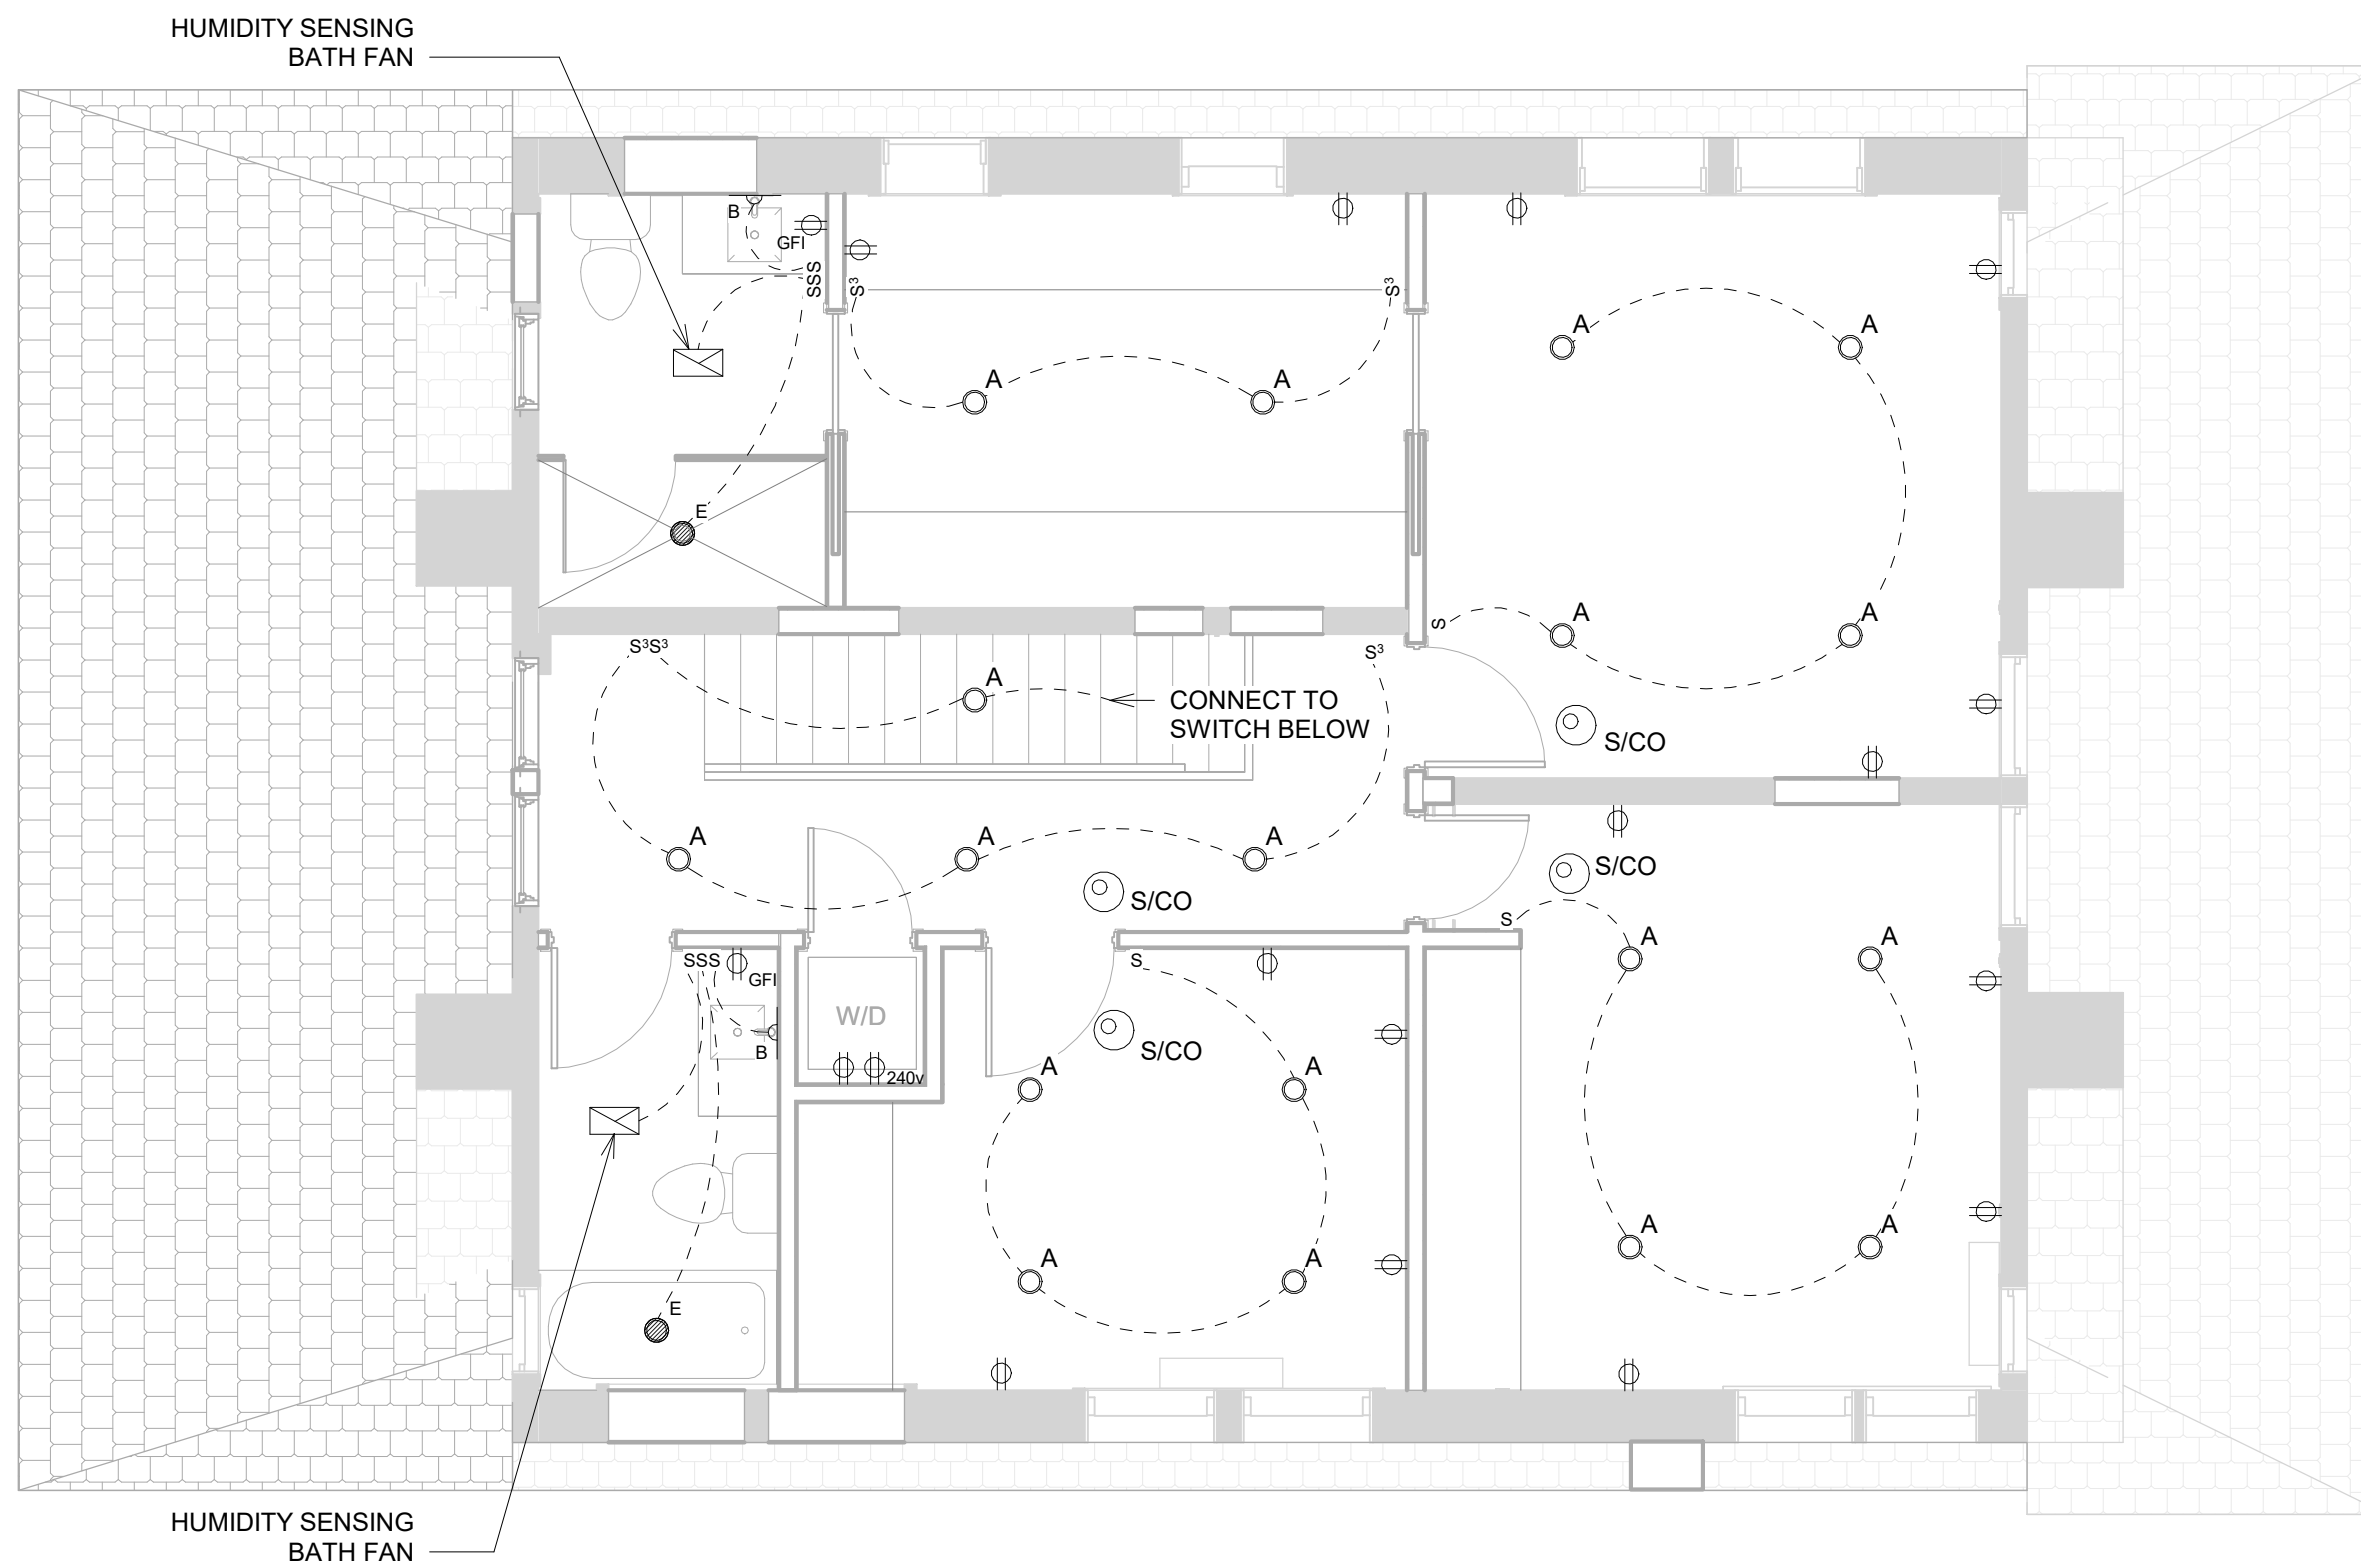 HUMIDITY SENSING
BATH FAN
B
GFI
SSS
S³
S³
A
A
A
A
E
A
A
S
S³S³
S³
A
CONNECT TO
SWITCH BELOW
S/CO
A
A
A
S/CO
S/CO
S
A
A
SSS
GFI
S
W/D
B
240v
S/CO
A
A
A
A
A
A
E
HUMIDITY SENSING
BATH FAN